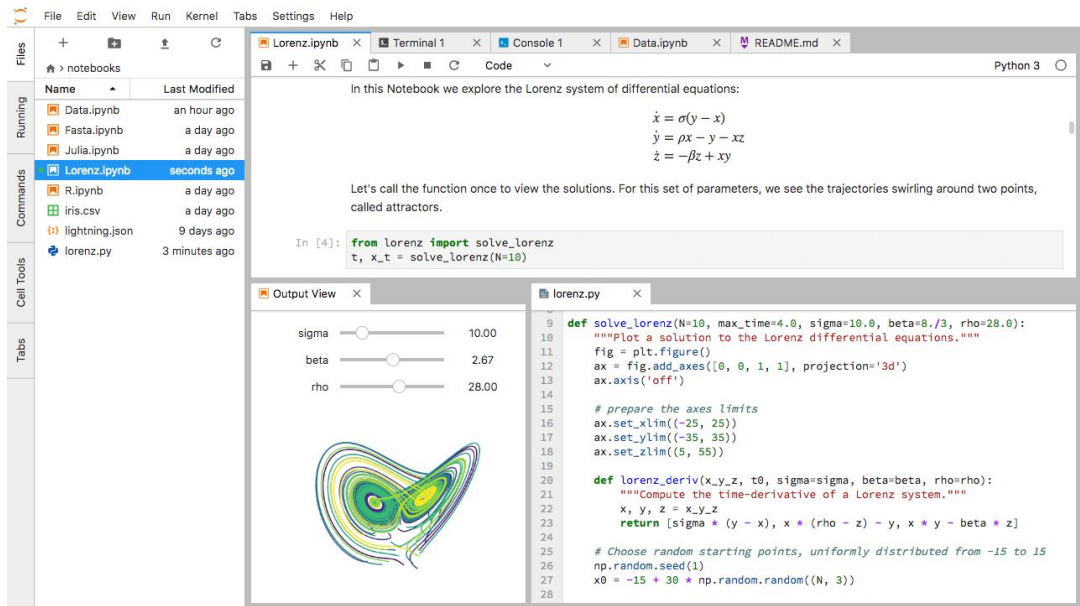 File Edit View Run Kernel Tabs Settings Help
Files
Running
Commands
Cell Tools
Tabs
> notebooks
Name Last Modified
Data.ipynb an hour ago
Fasta.ipynb a day ago
Julia.ipynb a day ago
Lorenz.ipynb seconds ago
R.ipynb a day ago
iris.csv a day ago
lightning.json 9 days ago
lorenz.py 3 minutes ago
Lorenz.ipynb Terminal 1 Console 1 Data.ipynb README.md
Code Python 3
In this Notebook we explore the Lorenz system of differential equations:
ẋ = σ(y − x)
ẏ = ρx − y − xz
ż = −βz + xy
Let's call the function once to view the solutions. For this set of parameters, we see the trajectories swirling around two points,
called attractors.
In [4]: from lorenz import solve_lorenz
t, x_t = solve_lorenz(N=10)
Output View
sigma 10.00
beta 2.67
rho 28.00
lorenz.py
9 def solve_lorenz(N=10, max_time=4.0, sigma=10.0, beta=8./3, rho=28.0):
10 """Plot a solution to the Lorenz differential equations."""
11 fig = plt.figure()
12 ax = fig.add_axes([0, 0, 1, 1], projection='3d')
13 ax.axis('off')
14
15 # prepare the axes limits
16 ax.set_xlim((-25, 25))
17 ax.set_ylim((-35, 35))
18 ax.set_zlim((5, 55))
19
20 def lorenz_deriv(x_y_z, t0, sigma=sigma, beta=beta, rho=rho):
21 """Compute the time-derivative of a Lorenz system."""
22 x, y, z = x_y_z
23 return [sigma * (y - x), x * (rho - z) - y, x * y - beta * z]
24
25 # Choose random starting points, uniformly distributed from -15 to 15
26 np.random.seed(1)
27 x0 = -15 + 30 * np.random.random((N, 3))
28